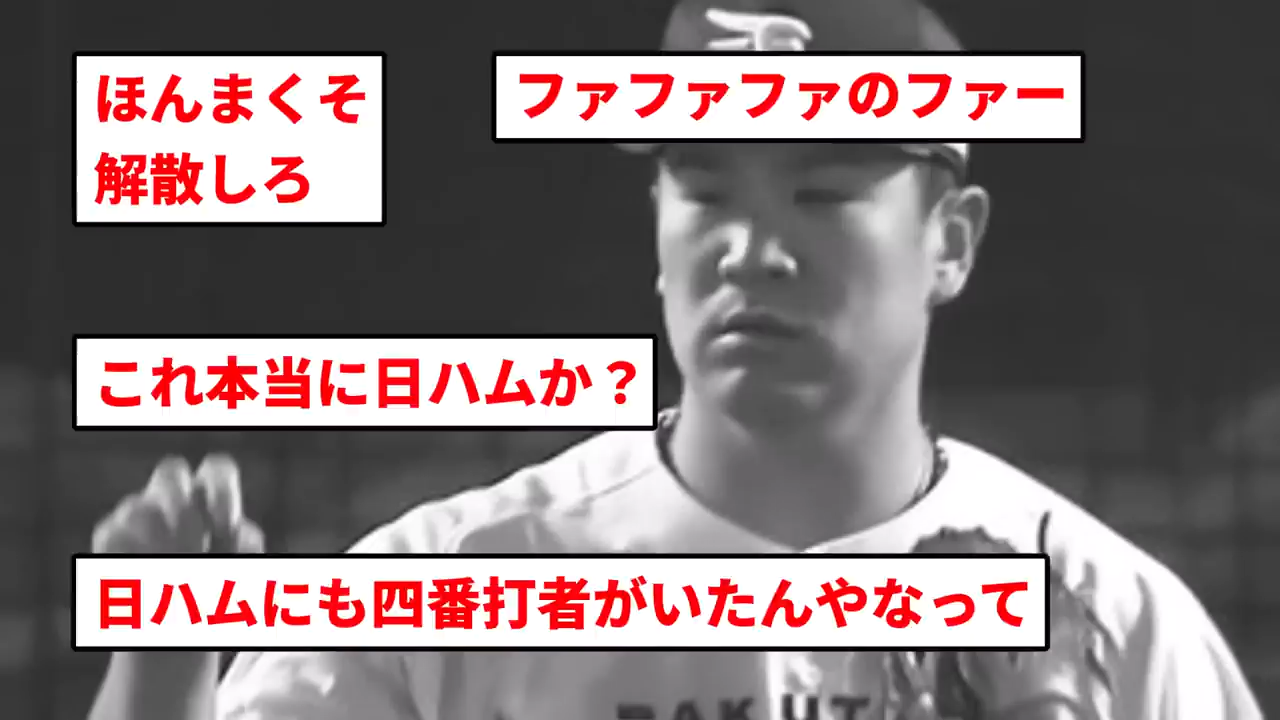 ほんまくそ
解散しろ
ファファファのファー
これ本当に日ハムか？
日ハムにも四番打者がいたんやなって